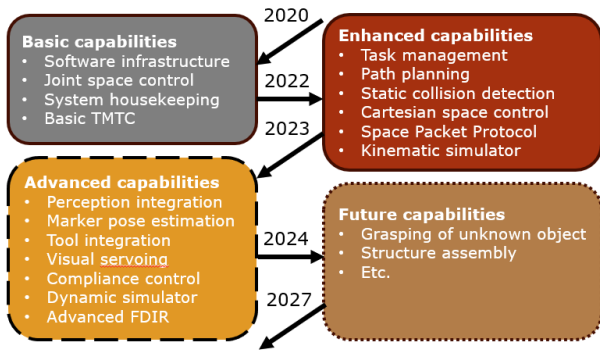 2020
Basic capabilities
• Software infrastructure
• Joint space control
• System housekeeping
• Basic TMTC
2022
Enhanced capabilities
• Task management
• Path planning
• Static collision detection
• Cartesian space control
• Space Packet Protocol
• Kinematic simulator
2023
Advanced capabilities
• Perception integration
• Marker pose estimation
• Tool integration
• Visual servoing
• Compliance control
• Dynamic simulator
• Advanced FDIR
2024
Future capabilities
• Grasping of unknown object
• Structure assembly
• Etc.
2027